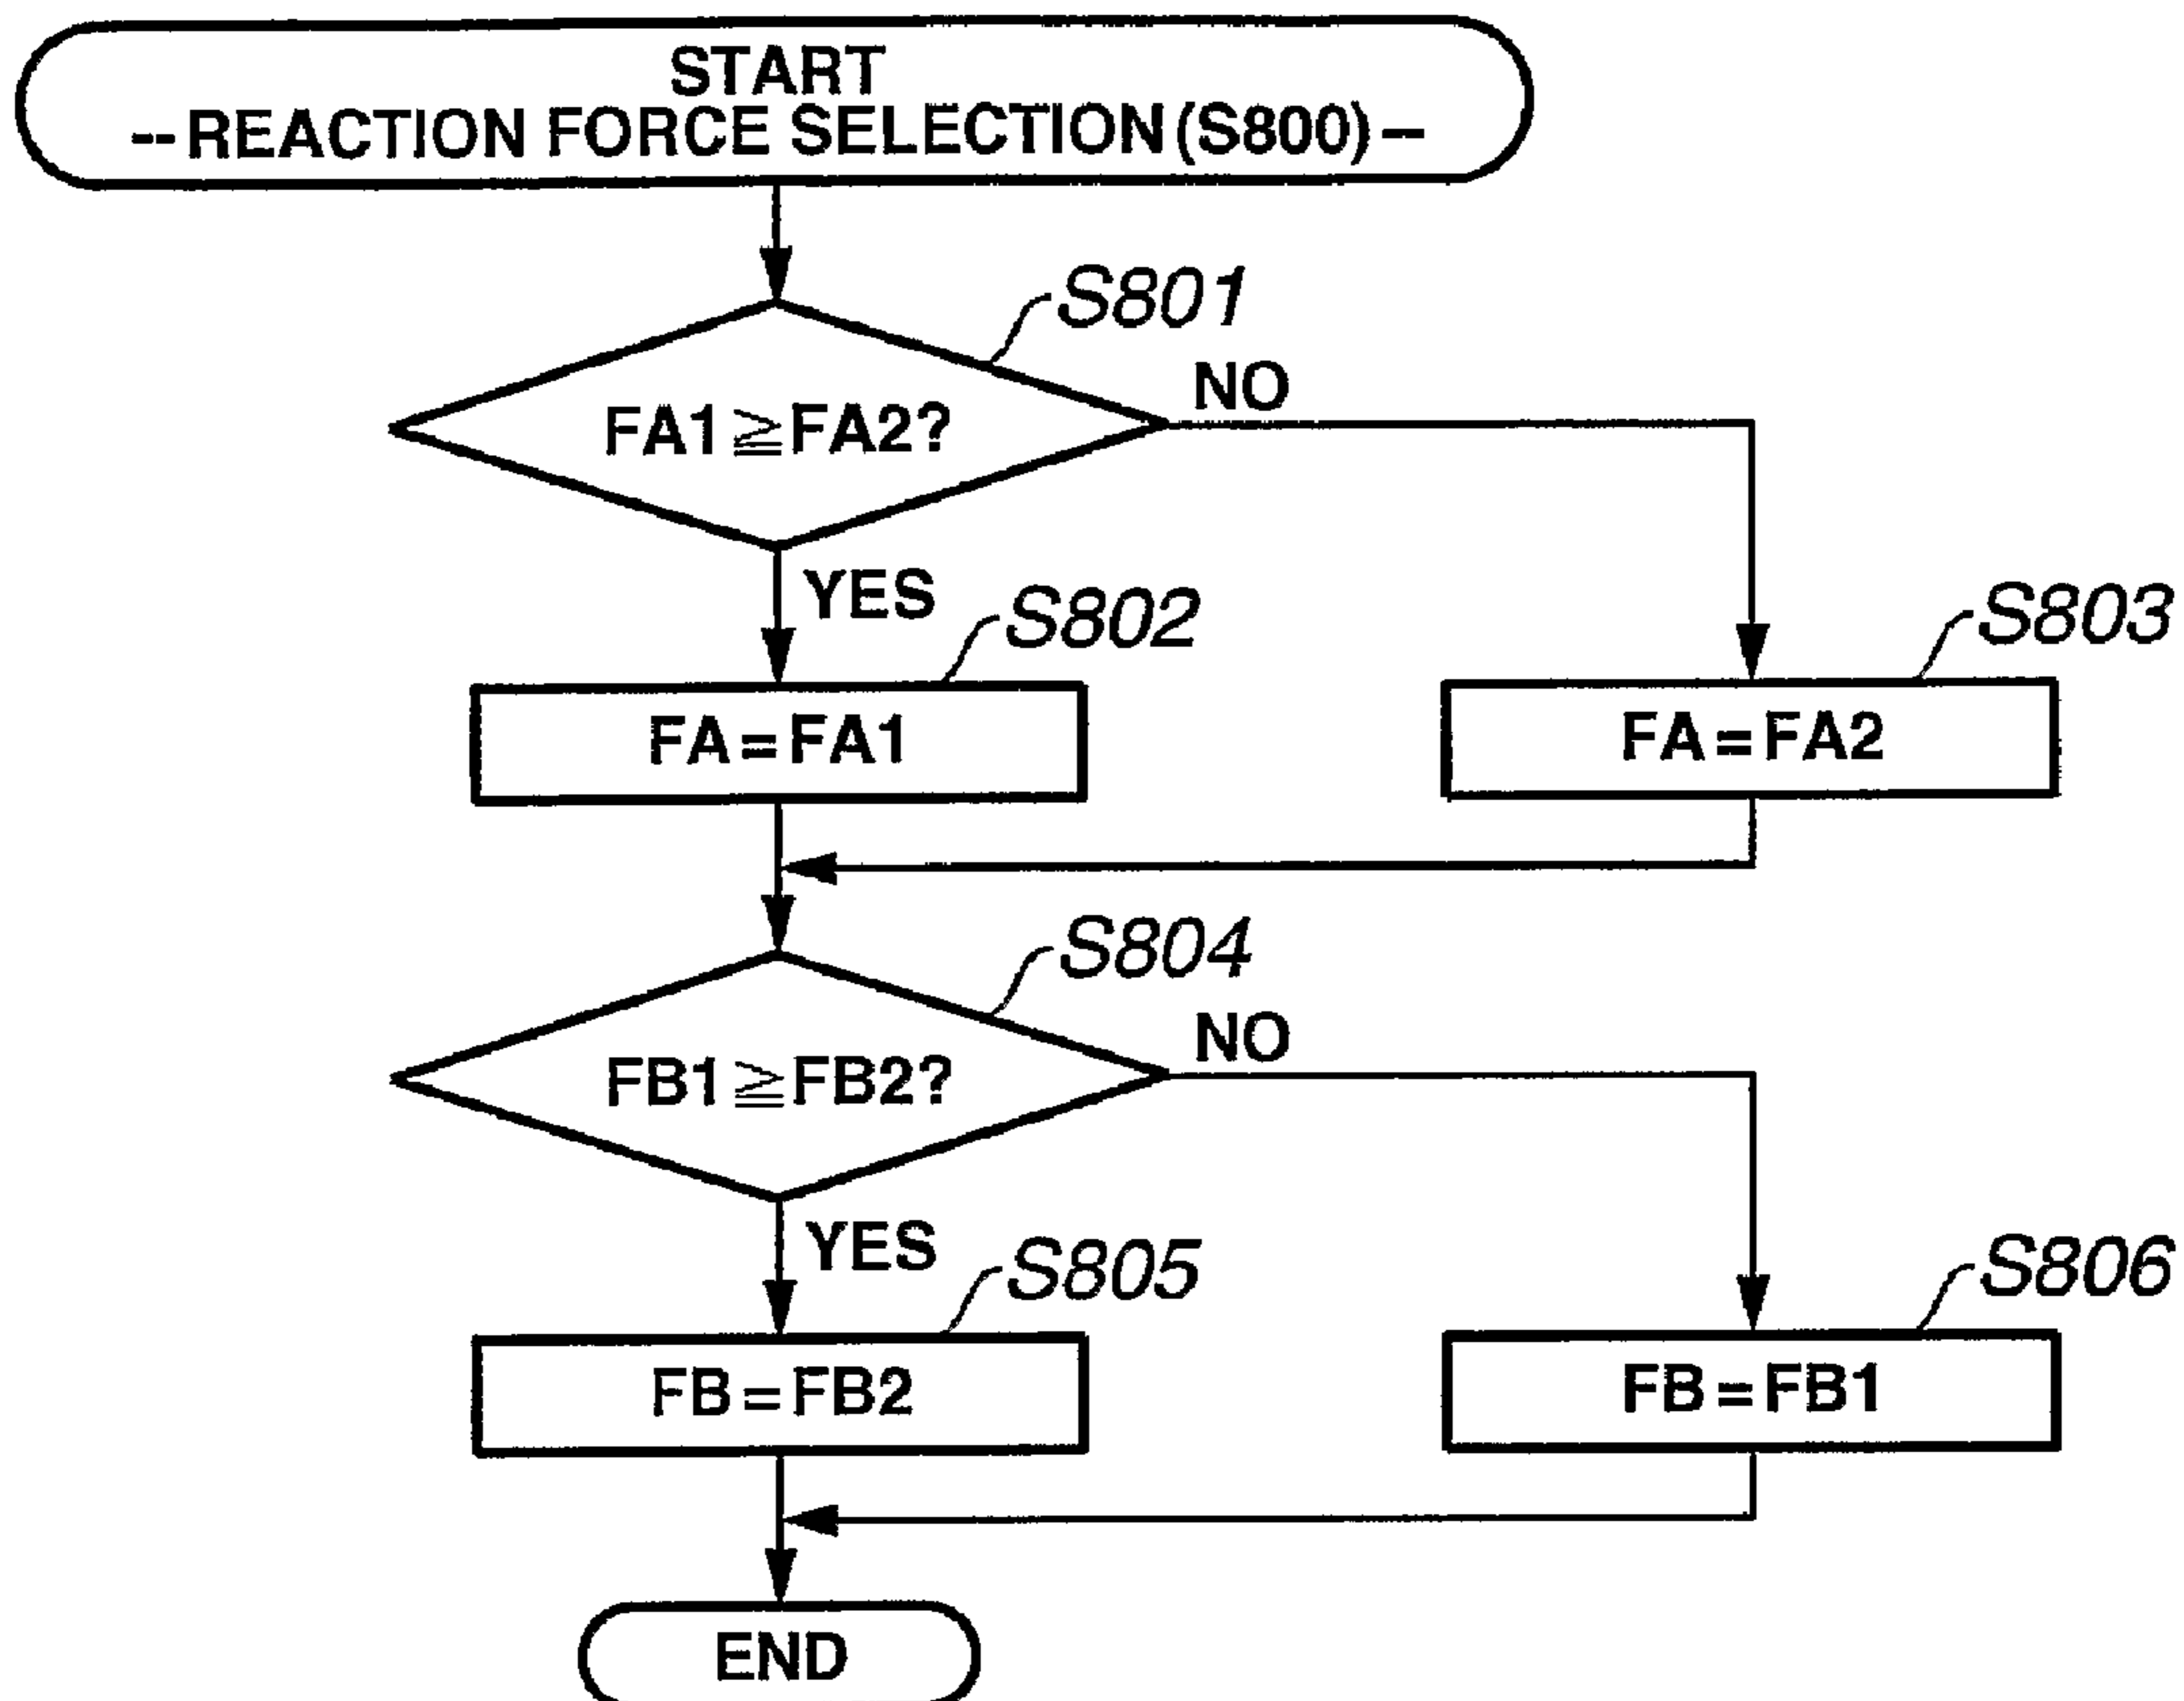 START
--REACTION FORCE SELECTION(S800)--
S801
NO
FA1≧FA2?
YES
S802
S803
FA=FA1
FA=FA2
S804
NO
FB1≧FB2?
YES
S805
S806
FB=FB2
FB=FB1
END